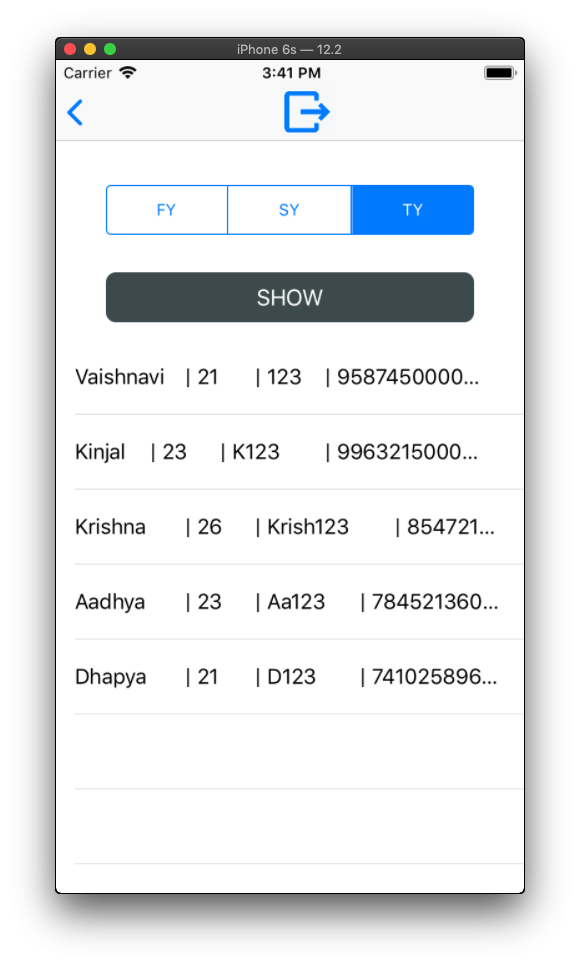 iPhone 6s — 12.2
Carrier 3:41 PM
FY SY TY
SHOW
Vaishnavi | 21 | 123 | 9587450000...
Kinjal | 23 | K123 | 9963215000...
Krishna | 26 | Krish123 | 854721...
Aadhya | 23 | Aa123 | 784521360...
Dhapya | 21 | D123 | 741025896...